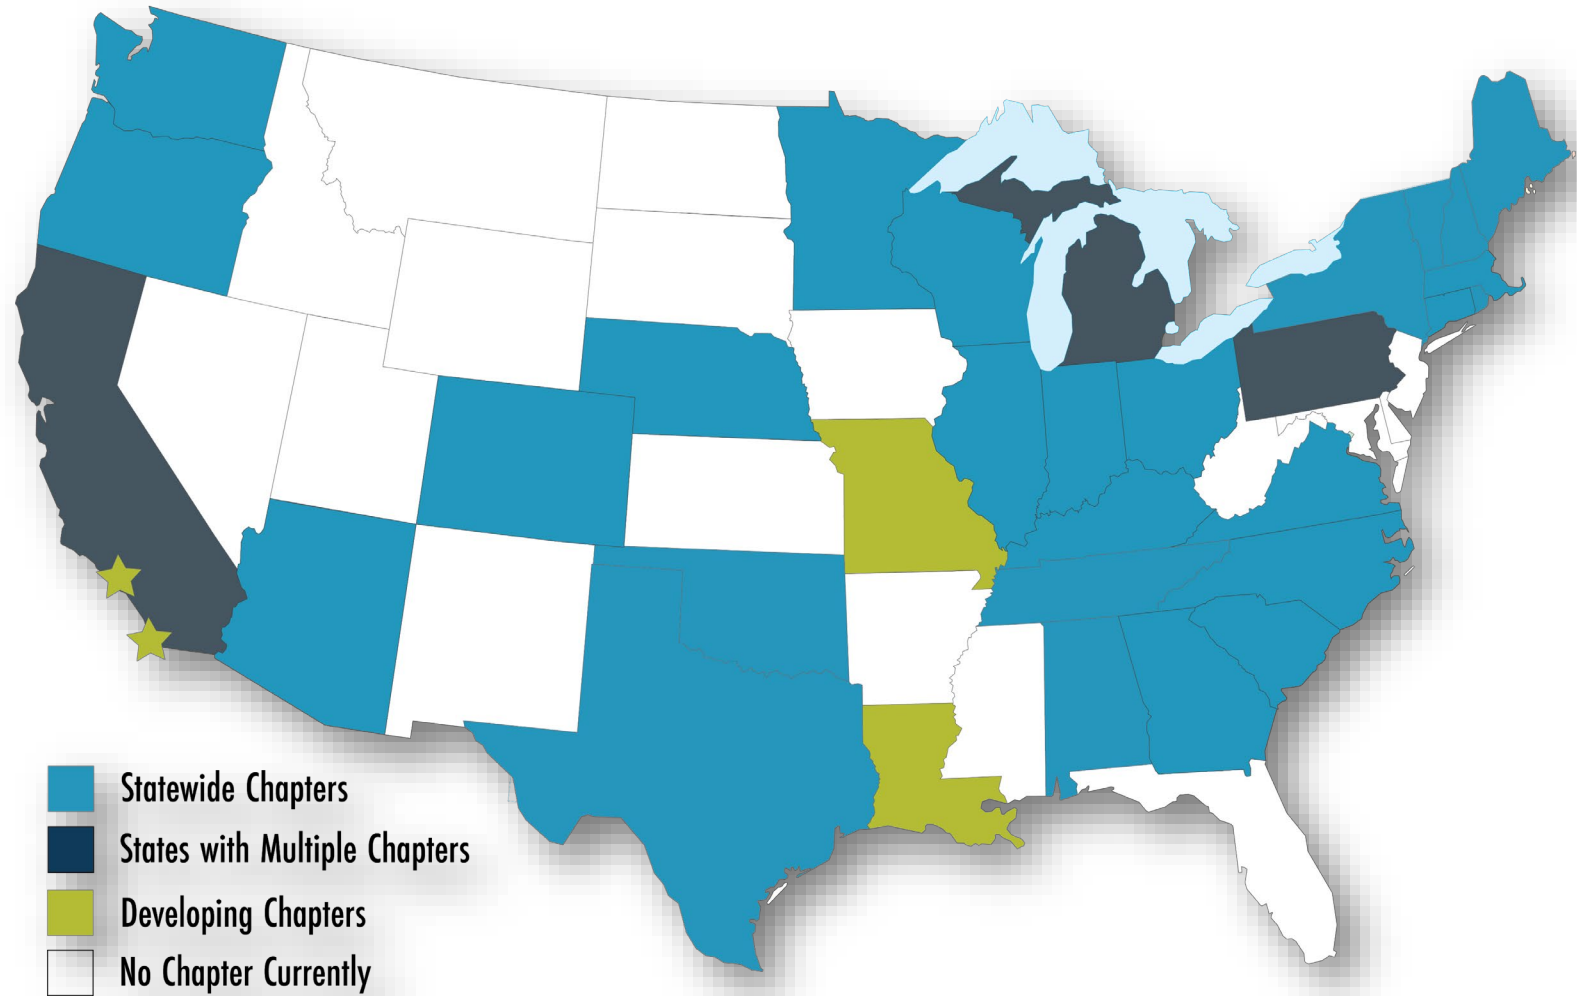 Statewide Chapters
States with Multiple Chapters
Developing Chapters
No Chapter Currently